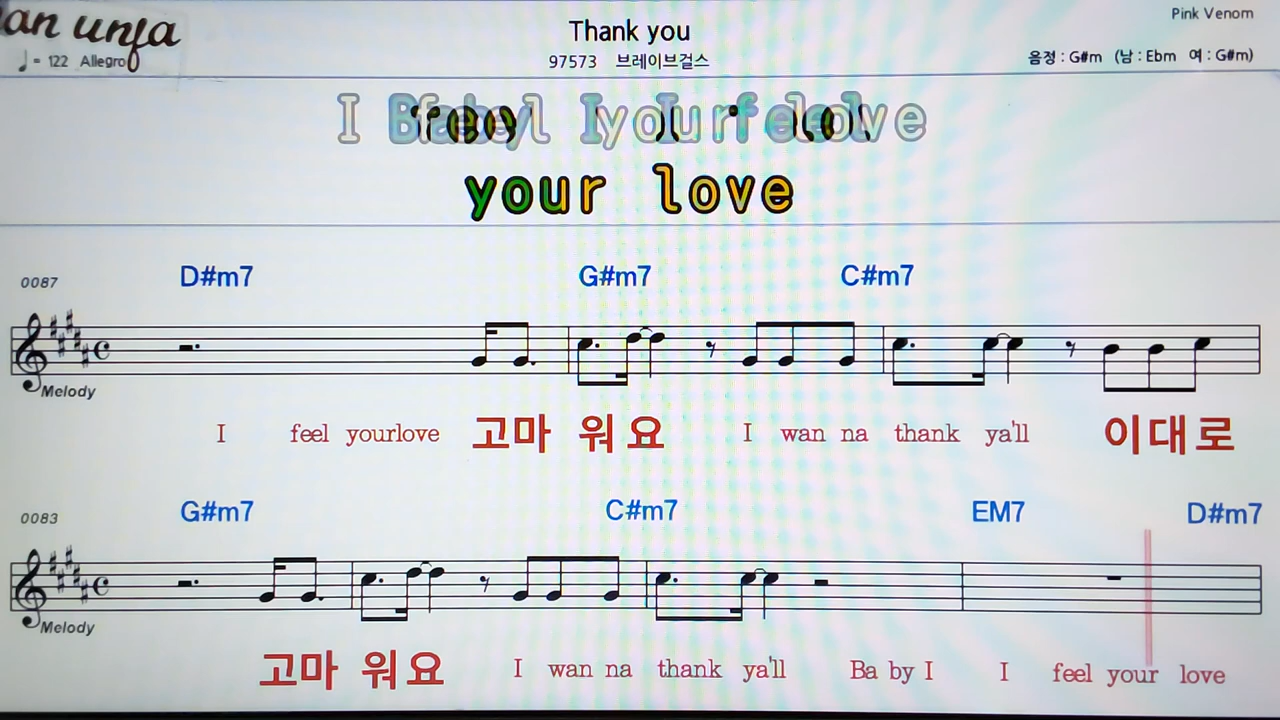 an unfa
Pink Venom
Thank you
♩= 122 Allegro
97573 브레이브걸스
음정 : G#m (남 : Ebm 여 : G#m)
your love
0087 D#m7 G#m7 C#m7
Melody
I feel yourlove 고마 워요 I wan na thank ya'll 이대로
0083 G#m7 C#m7 EM7 D#m7
Melody
고마 워요 I wan na thank ya'll Ba by I I feel your love